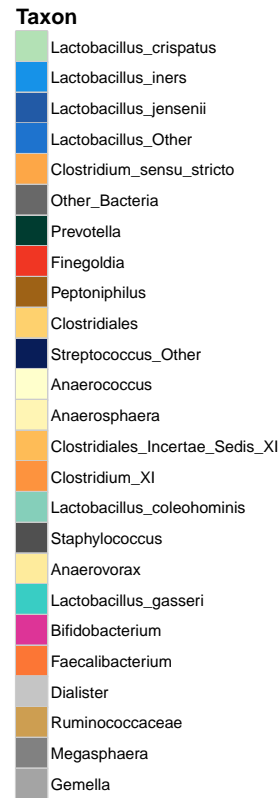 Taxon
Lactobacillus_crispatus
Lactobacillus_iners
Lactobacillus_jensenii
Lactobacillus_Other
Clostridium_sensu_stricto
Other_Bacteria
Prevotella
Finegoldia
Peptoniphilus
Clostridiales
Streptococcus_Other
Anaerococcus
Anaerosphaera
Clostridiales_Incertae_Sedis_XI
Clostridium_XI
Lactobacillus_coleohominis
Staphylococcus
Anaerovorax
Lactobacillus_gasseri
Bifidobacterium
Faecalibacterium
Dialister
Ruminococcaceae
Megasphaera
Gemella